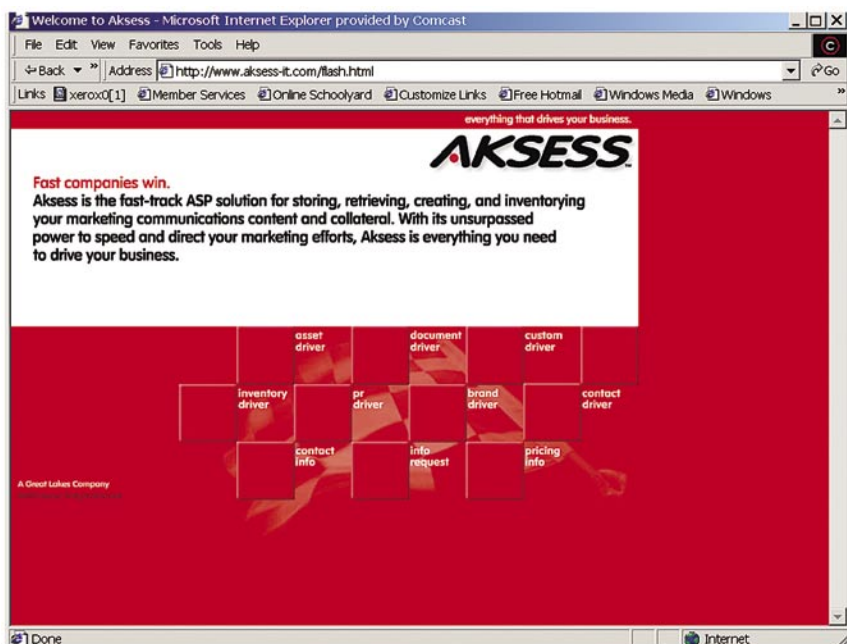 Welcome to Aksess - Microsoft Internet Explorer provided by Comcast
File Edit View Favorites Tools Help
Back » Address http://www.aksess-it.com/flash.html Go
Links xerox0[1] Member Services Online Schoolyard Customize Links Free Hotmail Windows Media Windows »
everything that drives your business.
AKSESS
Fast companies win.
Aksess is the fast-track ASP solution for storing, retrieving, creating, and inventorying
your marketing communications content and collateral. With its unsurpassed
power to speed and direct your marketing efforts, Aksess is everything you need
to drive your business.
asset
driver
document
driver
custom
driver
inventory
driver
pr
driver
brand
driver
contact
driver
contact
info
info
request
pricing
info
A Great Lakes Company
Done Internet